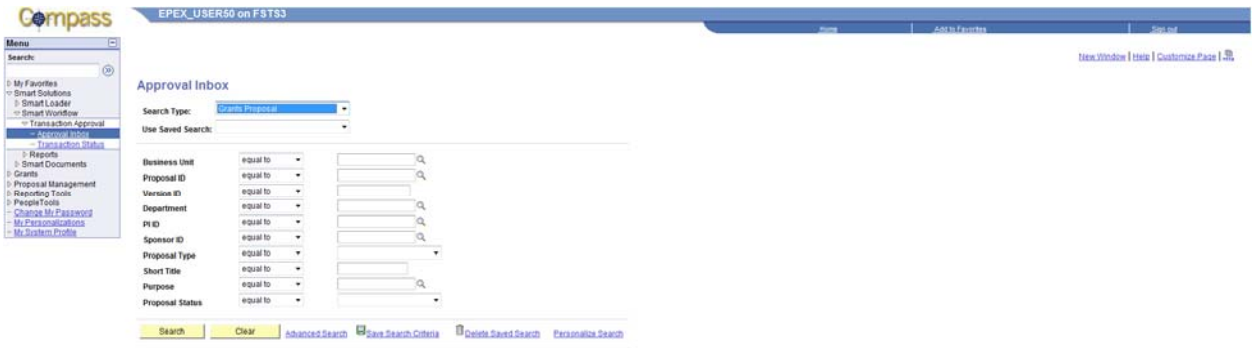 Compass
EPEX_USER50 on FSTS3
Home
Add to Favorites
Sign out
New Window | Help | Customize Page |
Menu
Search:
My Favorites
Smart Solutions
Smart Loader
Smart Workflow
Transaction Approval
Approval Inbox
Transaction Status
Reports
Smart Documents
Grants
Proposal Management
Reporting Tools
PeopleTools
Change My Password
My Personalizations
My System Profile
Approval Inbox
Search Type: Grants Proposal
Use Saved Search:
Business Unit equal to
Proposal ID equal to
Version ID equal to
Department equal to
PI ID equal to
Sponsor ID equal to
Proposal Type equal to
Short Title equal to
Purpose equal to
Proposal Status equal to
Search Clear Advanced Search Save Search Criteria Delete Saved Search Personalize Search